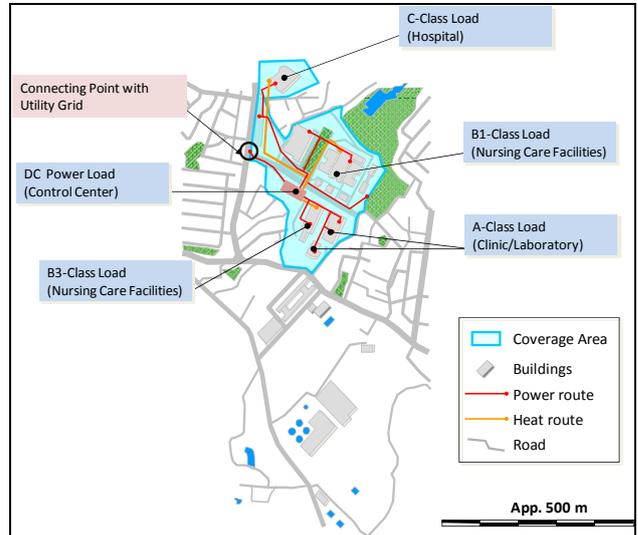 C-Class Load
(Hospital)
Connecting Point with
Utility Grid
B1-Class Load
(Nursing Care Facilities)
DC Power Load
(Control Center)
A-Class Load
(Clinic/Laboratory)
B3-Class Load
(Nursing Care Facilities)
Coverage Area
Buildings
Power route
Heat route
Road
App. 500 m